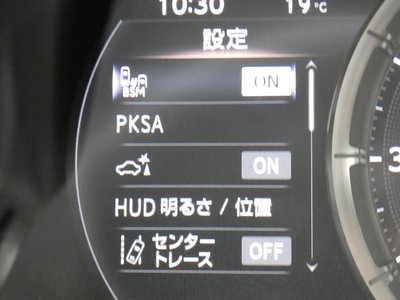 10:30 19℃
設定
BSM ON
PKSA
ON
HUD 明るさ / 位置
センター
トレース OFF
3